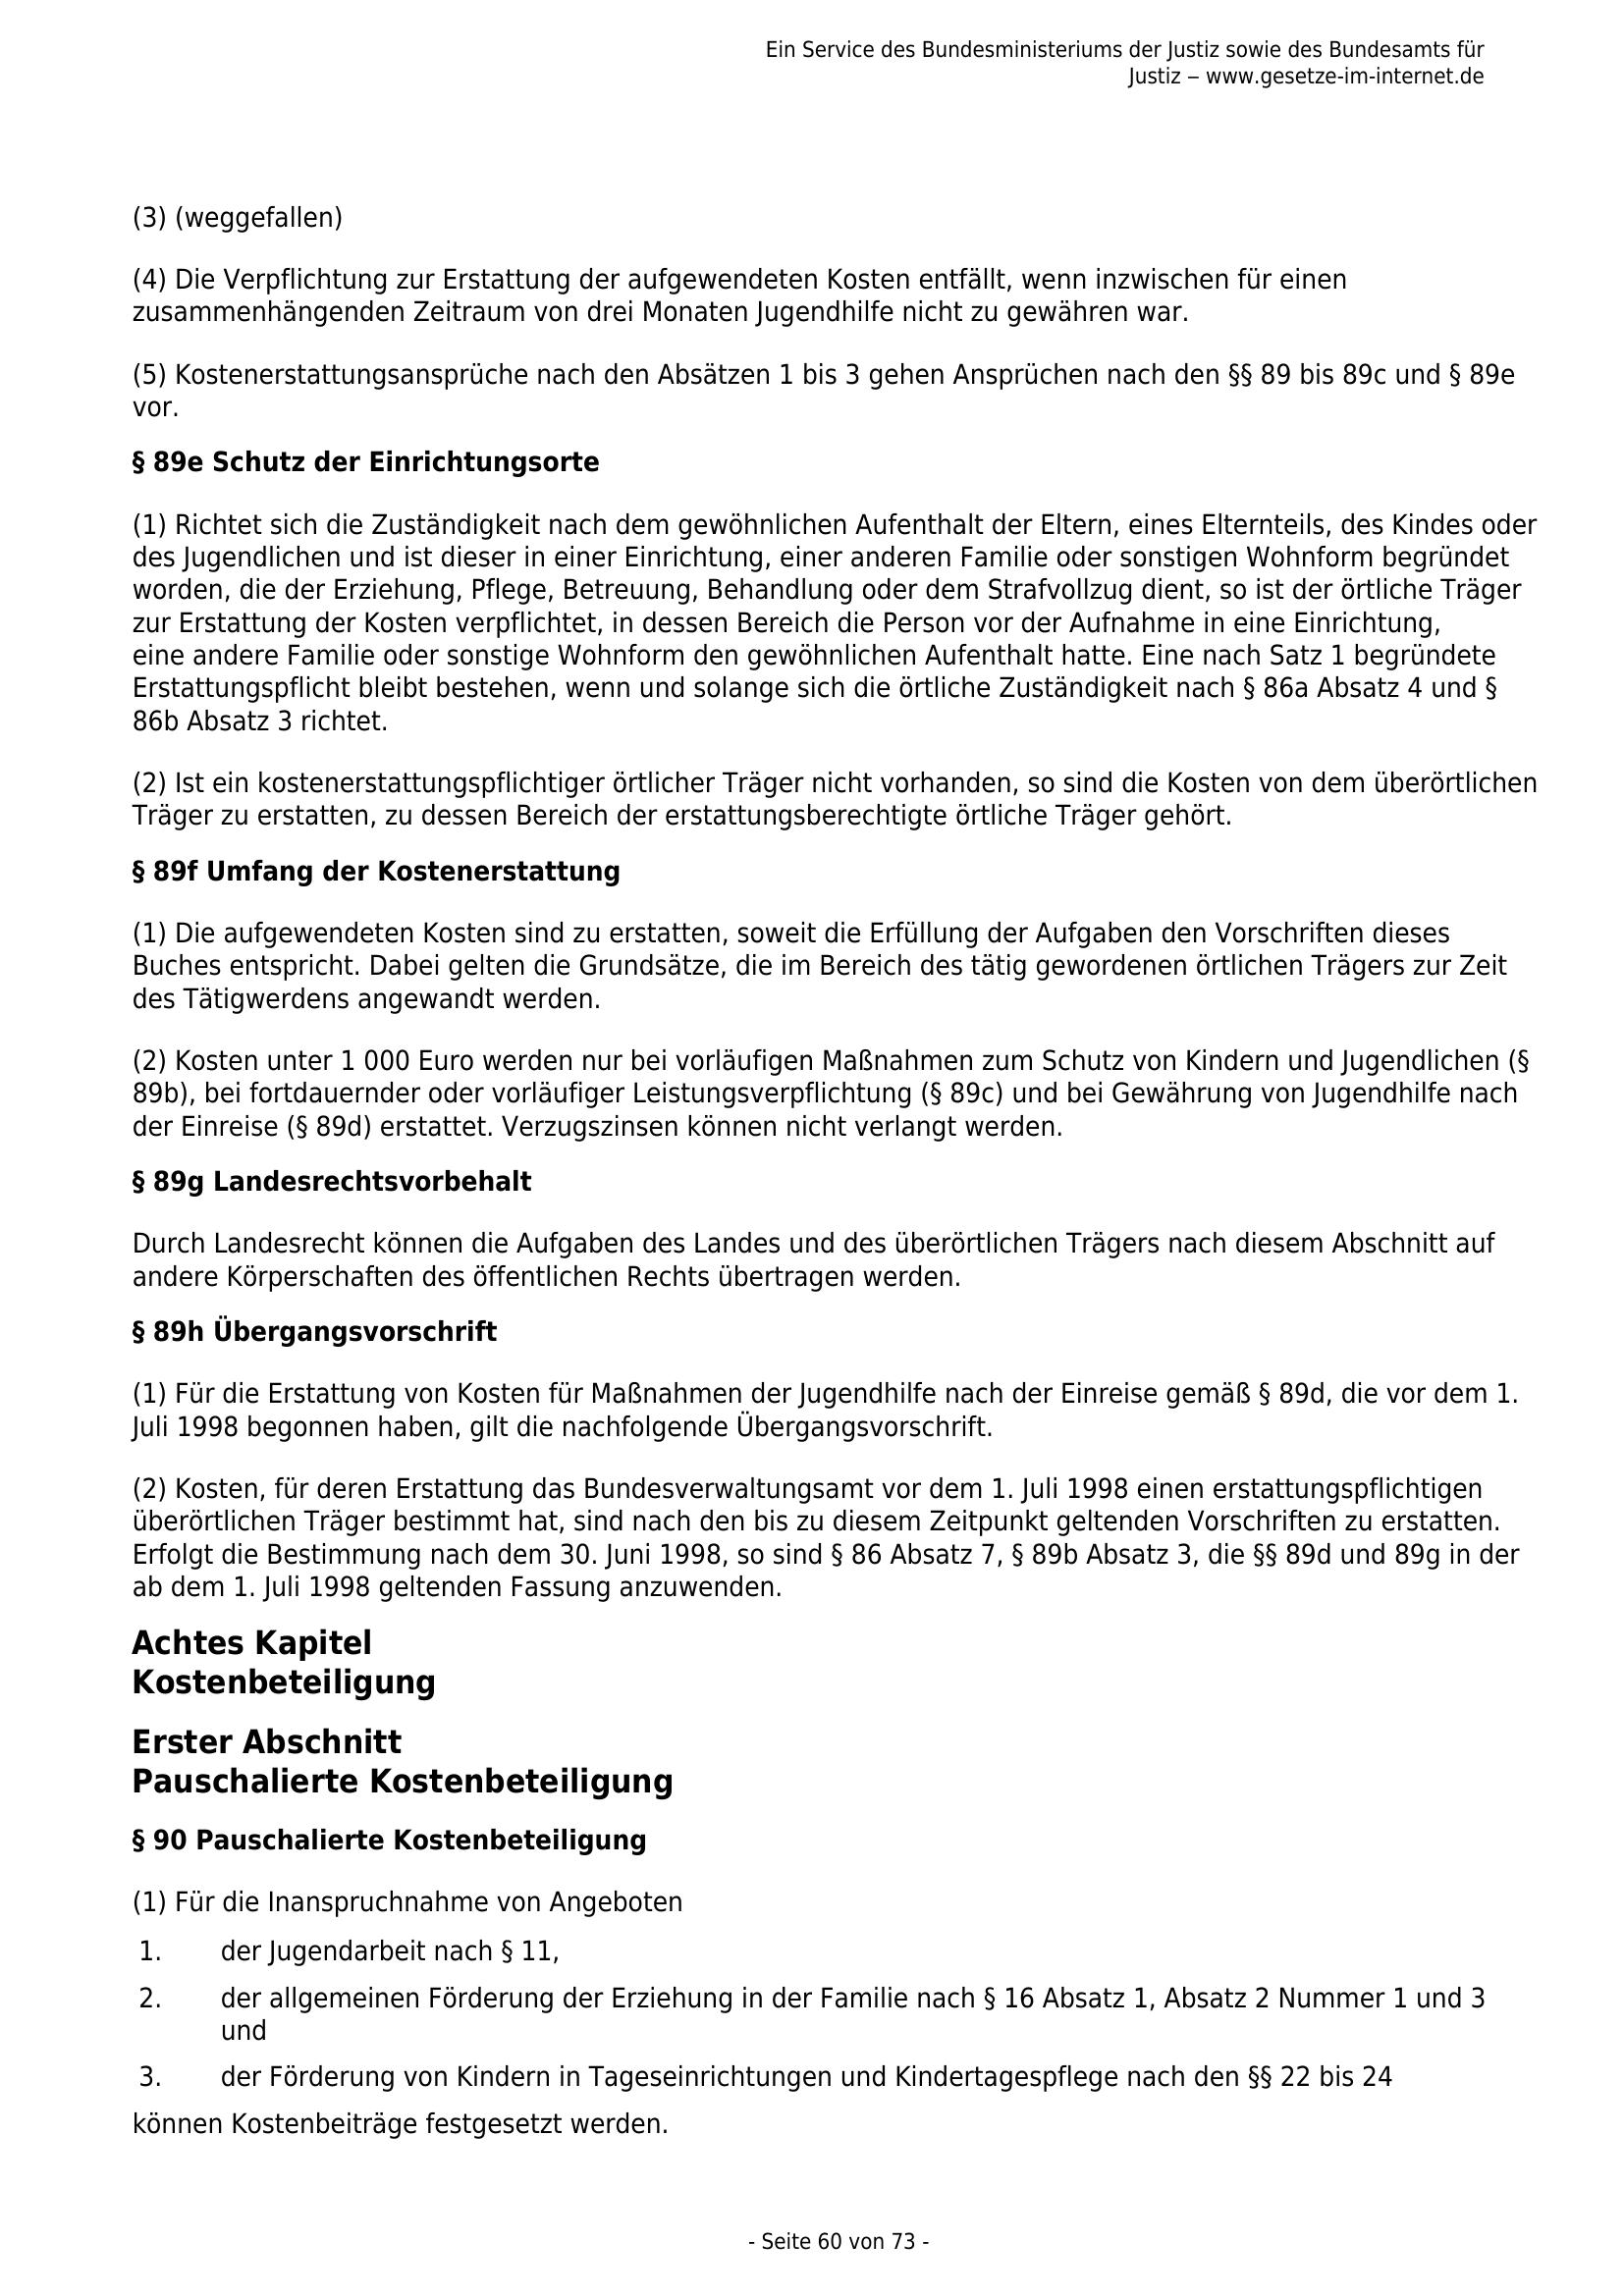 Ein Service des Bundesministeriums der Justiz sowie des Bundesamts für
Justiz ‒ www.gesetze-im-internet.de
(3) (weggefallen)
(4) Die Verpflichtung zur Erstattung der aufgewendeten Kosten entfällt, wenn inzwischen für einen
zusammenhängenden Zeitraum von drei Monaten Jugendhilfe nicht zu gewähren war.
(5) Kostenerstattungsansprüche nach den Absätzen 1 bis 3 gehen Ansprüchen nach den §§ 89 bis 89c und § 89e
vor.
§ 89e Schutz der Einrichtungsorte
(1) Richtet sich die Zuständigkeit nach dem gewöhnlichen Aufenthalt der Eltern, eines Elternteils, des Kindes oder
des Jugendlichen und ist dieser in einer Einrichtung, einer anderen Familie oder sonstigen Wohnform begründet
worden, die der Erziehung, Pflege, Betreuung, Behandlung oder dem Strafvollzug dient, so ist der örtliche Träger
zur Erstattung der Kosten verpflichtet, in dessen Bereich die Person vor der Aufnahme in eine Einrichtung,
eine andere Familie oder sonstige Wohnform den gewöhnlichen Aufenthalt hatte. Eine nach Satz 1 begründete
Erstattungspflicht bleibt bestehen, wenn und solange sich die örtliche Zuständigkeit nach § 86a Absatz 4 und §
86b Absatz 3 richtet.
(2) Ist ein kostenerstattungspflichtiger örtlicher Träger nicht vorhanden, so sind die Kosten von dem überörtlichen
Träger zu erstatten, zu dessen Bereich der erstattungsberechtigte örtliche Träger gehört.
§ 89f Umfang der Kostenerstattung
(1) Die aufgewendeten Kosten sind zu erstatten, soweit die Erfüllung der Aufgaben den Vorschriften dieses
Buches entspricht. Dabei gelten die Grundsätze, die im Bereich des tätig gewordenen örtlichen Trägers zur Zeit
des Tätigwerdens angewandt werden.
(2) Kosten unter 1 000 Euro werden nur bei vorläufigen Maßnahmen zum Schutz von Kindern und Jugendlichen (§
89b), bei fortdauernder oder vorläufiger Leistungsverpflichtung (§ 89c) und bei Gewährung von Jugendhilfe nach
der Einreise (§ 89d) erstattet. Verzugszinsen können nicht verlangt werden.
§ 89g Landesrechtsvorbehalt
Durch Landesrecht können die Aufgaben des Landes und des überörtlichen Trägers nach diesem Abschnitt auf
andere Körperschaften des öffentlichen Rechts übertragen werden.
§ 89h Übergangsvorschrift
(1) Für die Erstattung von Kosten für Maßnahmen der Jugendhilfe nach der Einreise gemäß § 89d, die vor dem 1.
Juli 1998 begonnen haben, gilt die nachfolgende Übergangsvorschrift.
(2) Kosten, für deren Erstattung das Bundesverwaltungsamt vor dem 1. Juli 1998 einen erstattungspflichtigen
überörtlichen Träger bestimmt hat, sind nach den bis zu diesem Zeitpunkt geltenden Vorschriften zu erstatten.
Erfolgt die Bestimmung nach dem 30. Juni 1998, so sind § 86 Absatz 7, § 89b Absatz 3, die §§ 89d und 89g in der
ab dem 1. Juli 1998 geltenden Fassung anzuwenden.
Achtes Kapitel
Kostenbeteiligung
Erster Abschnitt
Pauschalierte Kostenbeteiligung
§ 90 Pauschalierte Kostenbeteiligung
(1) Für die Inanspruchnahme von Angeboten
1. der Jugendarbeit nach § 11,
2. der allgemeinen Förderung der Erziehung in der Familie nach § 16 Absatz 1, Absatz 2 Nummer 1 und 3
und
3. der Förderung von Kindern in Tageseinrichtungen und Kindertagespflege nach den §§ 22 bis 24
können Kostenbeiträge festgesetzt werden.
- Seite 60 von 73 -